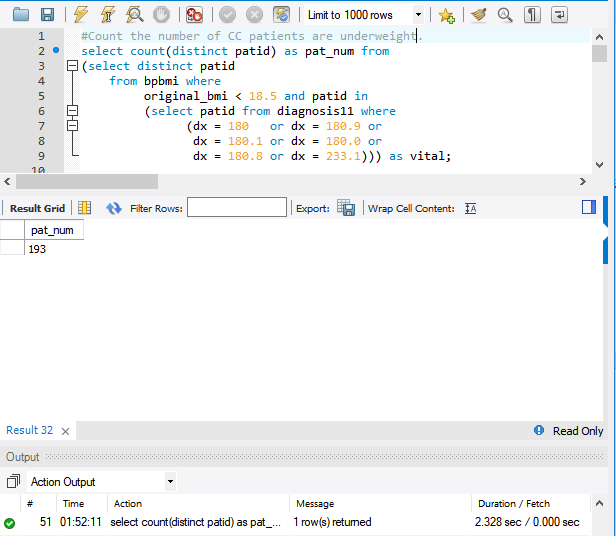 Limit to 1000 rows
1 #Count the number of CC patients are underweight.
2 select count(distinct patid) as pat_num from
3 (select distinct patid
4 from bpbmi where
5 original_bmi < 18.5 and patid in
6 (select patid from diagnosis11 where
7 (dx = 180 or dx = 180.9 or
8 dx = 180.1 or dx = 180.0 or
9 dx = 180.8 or dx = 233.1))) as vital;
10
Result Grid Filter Rows: Export: Wrap Cell Content:
pat_num
193
Result 32 × Read Only
Output
Action Output
# Time Action Message Duration / Fetch
51 01:52:11 select count(distinct patid) as pat_... 1 row(s) returned 2.328 sec / 0.000 sec